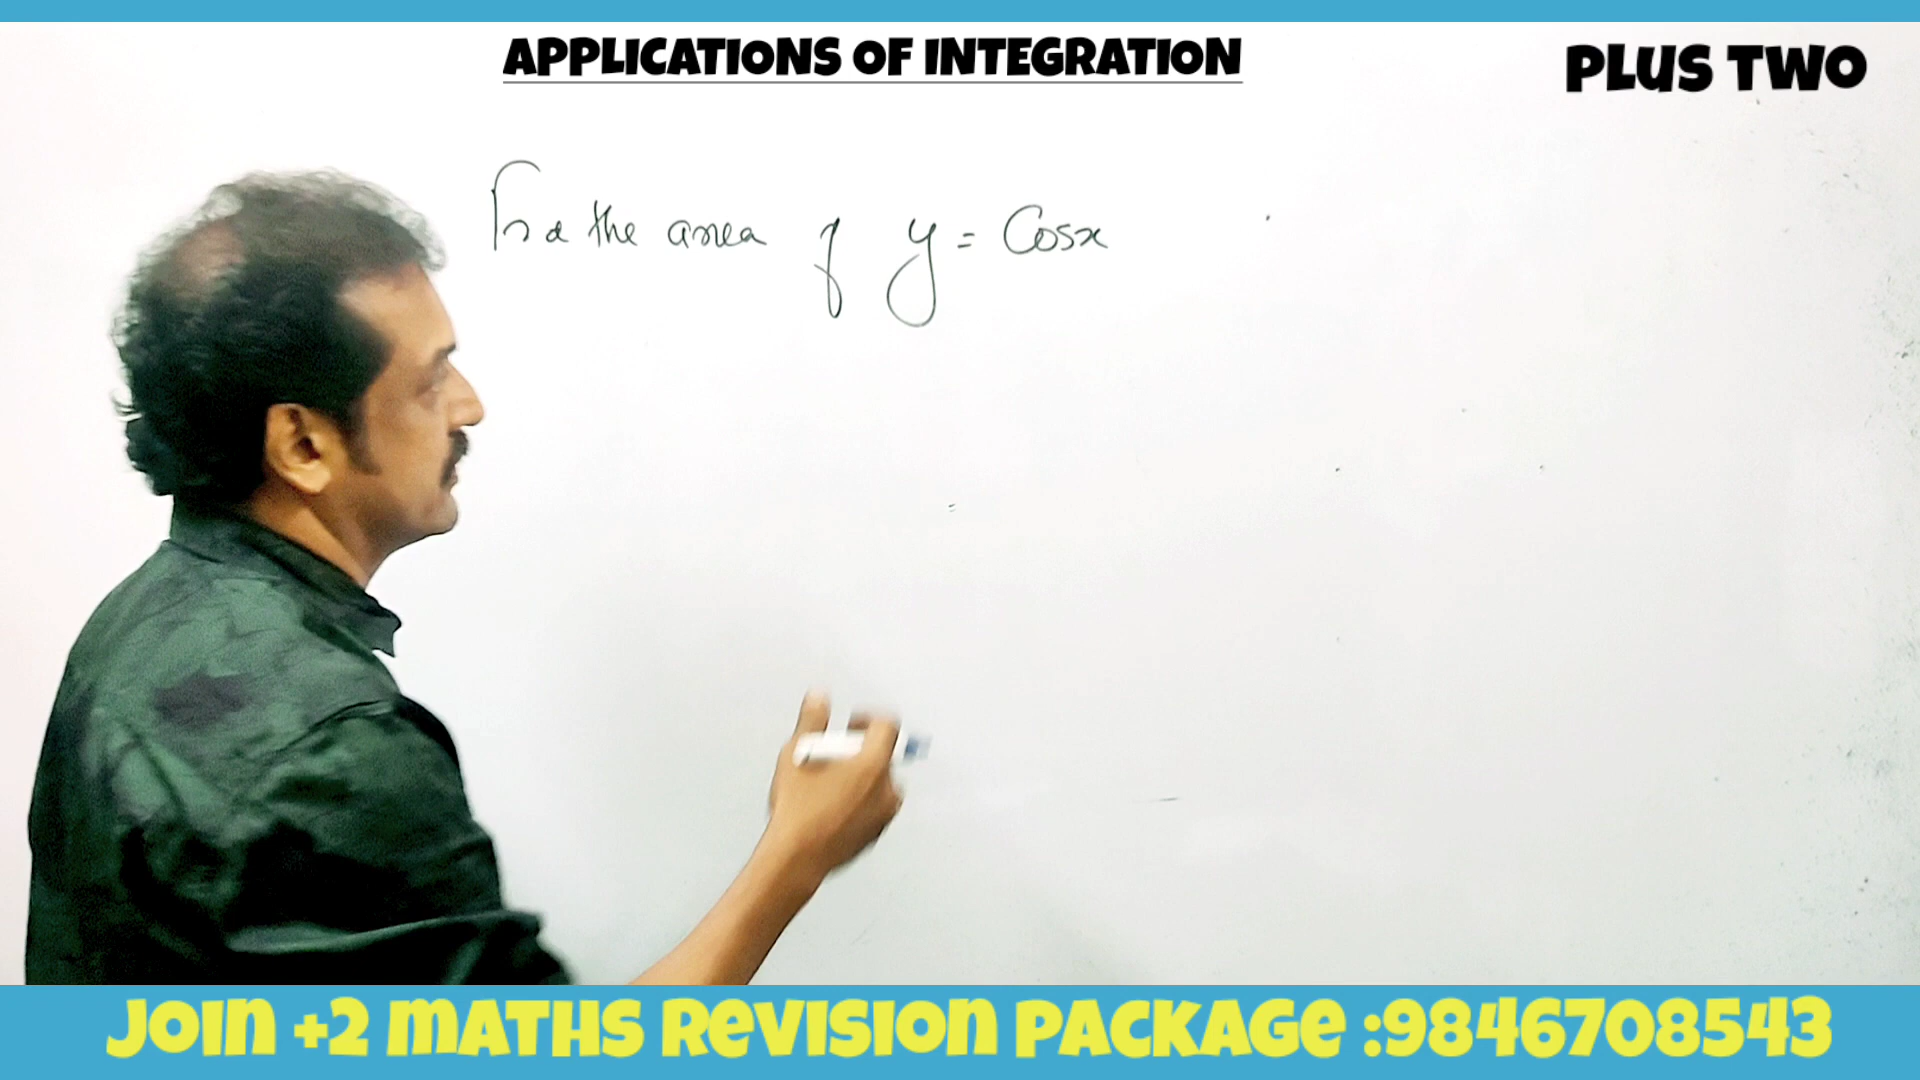 APPLICATIONS OF INTEGRATION
PLUS TWO
Find the area of y = Cosx
JOIN +2 MATHS REVISION PACKAGE :9846708543